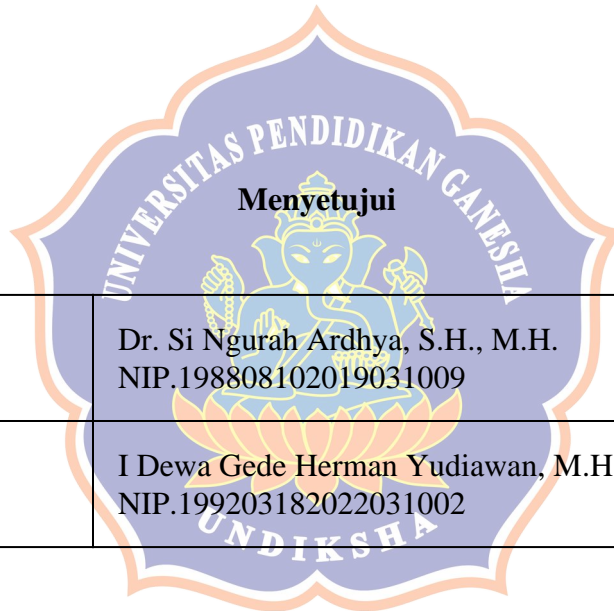 UNIVERSITAS PENDIDIKAN GANESHA
Menyetujui
Dr. Si Ngurah Ardhya, S.H., M.H.
NIP.198808102019031009
I Dewa Gede Herman Yudiawan, M.H
NIP.199203182022031002
UNDIKSHA